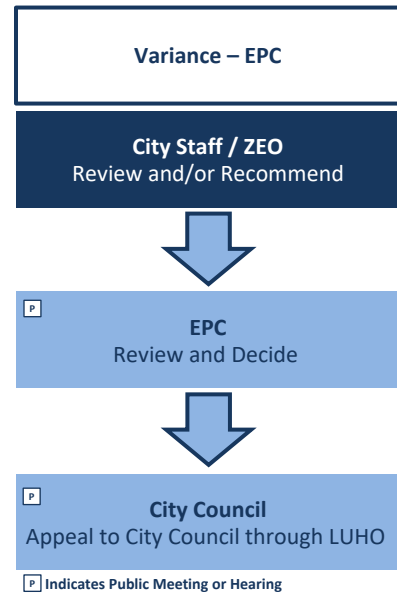 Variance – EPC
City Staff / ZEO
Review and/or Recommend
P
EPC
Review and Decide
P
City Council
Appeal to City Council through LUHO
P Indicates Public Meeting or Hearing